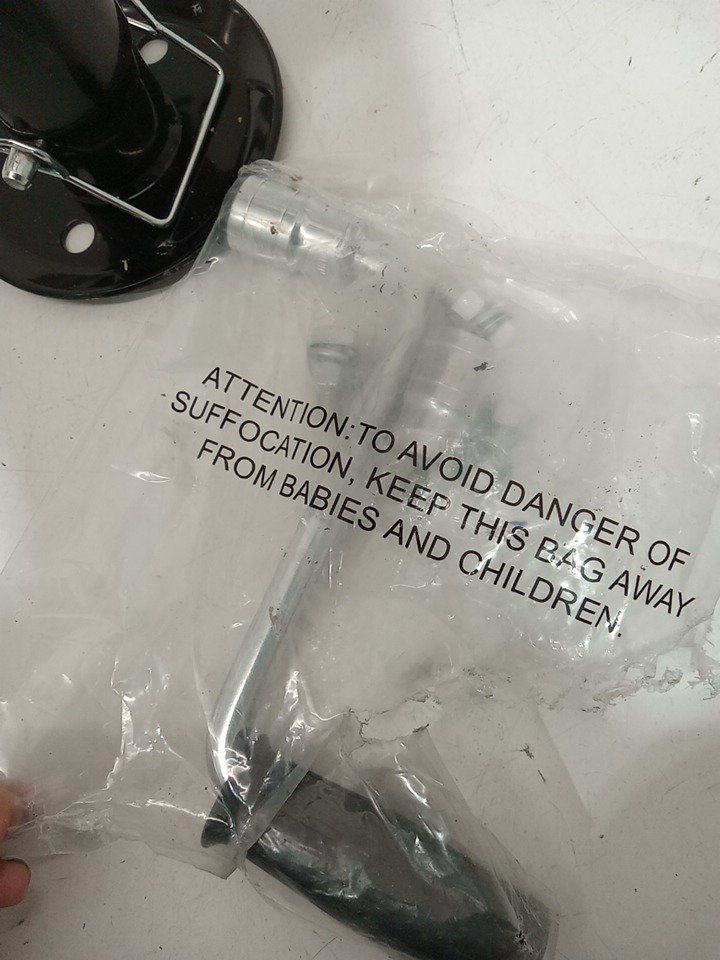 ATTENTION:TO AVOID DANGER OF
SUFFOCATION, KEEP THIS BAG AWAY
FROM BABIES AND CHILDREN.